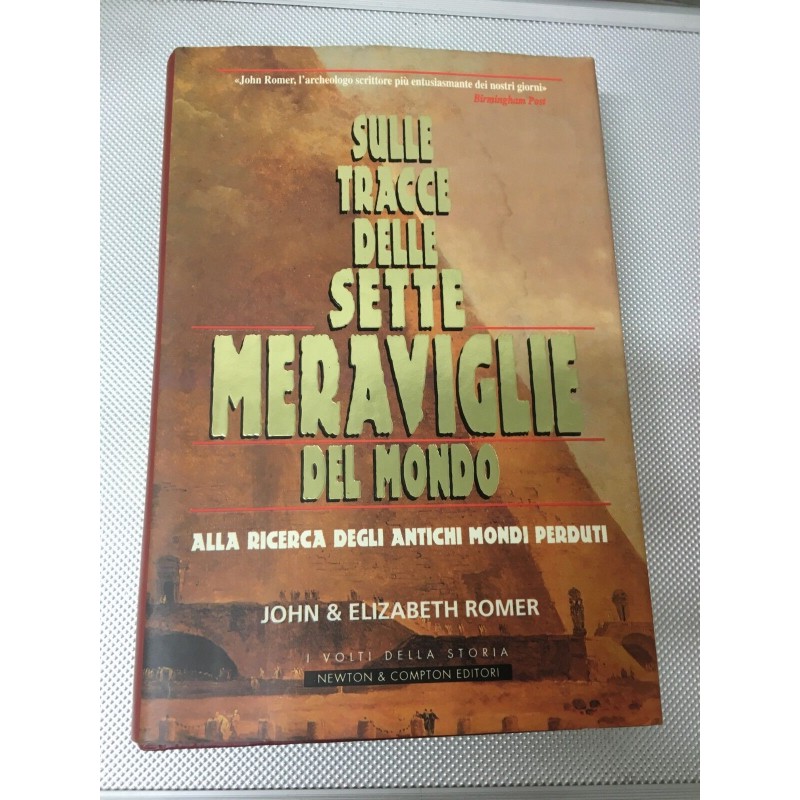 «John Romer, l'archeologo scrittore più entusiasmante dei nostri giorni»
Birmingham Post
SULLE
TRACCE
DELLE
SETTE
MERAVIGLIE
DEL MONDO
ALLA RICERCA DEGLI ANTICHI MONDI PERDUTI
JOHN & ELIZABETH ROMER
I VOLTI DELLA STORIA
NEWTON & COMPTON EDITORI